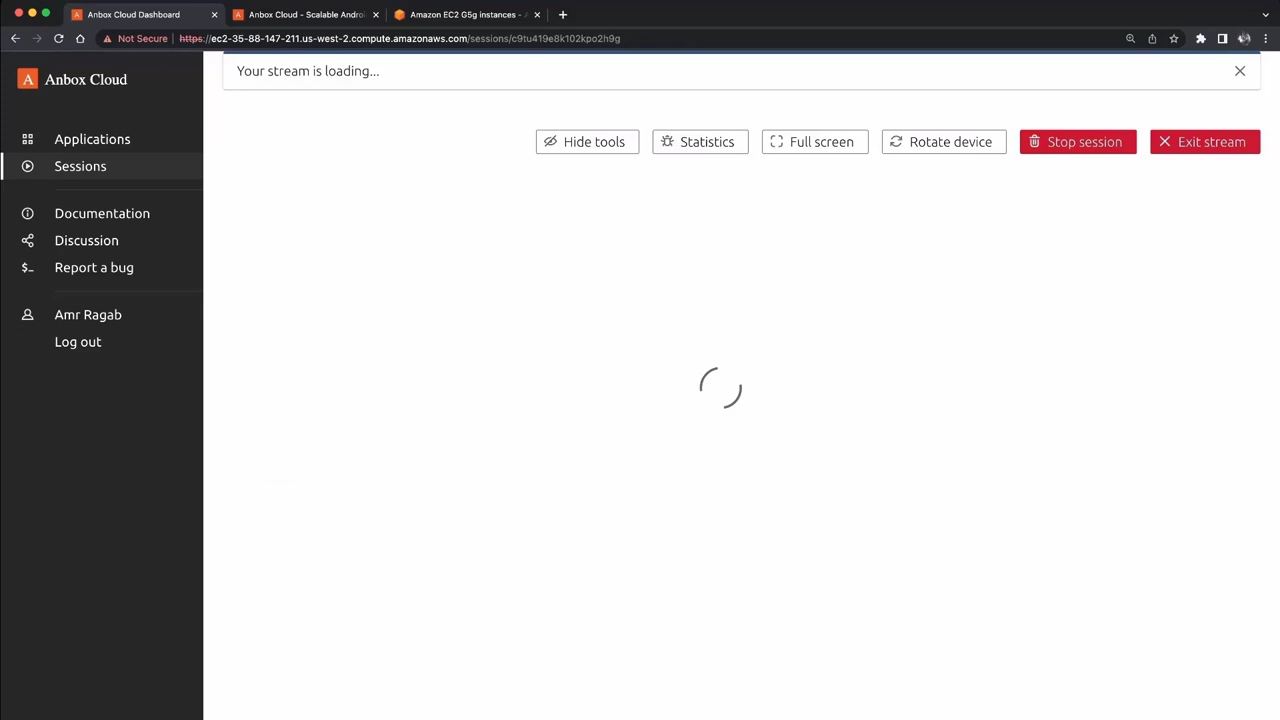 Anbox Cloud Dashboard
Anbox Cloud - Scalable Androi
Amazon EC2 G5g instances - A
Not Secure
https://ec2-35-88-147-211.us-west-2.compute.amazonaws.com/sessions/c9tu419e8k102kpo2h9g
A Anbox Cloud
Your stream is loading...
Hide tools
Statistics
Full screen
Rotate device
Stop session
Exit stream
Applications
Sessions
Documentation
Discussion
$_ Report a bug
Amr Ragab
Log out